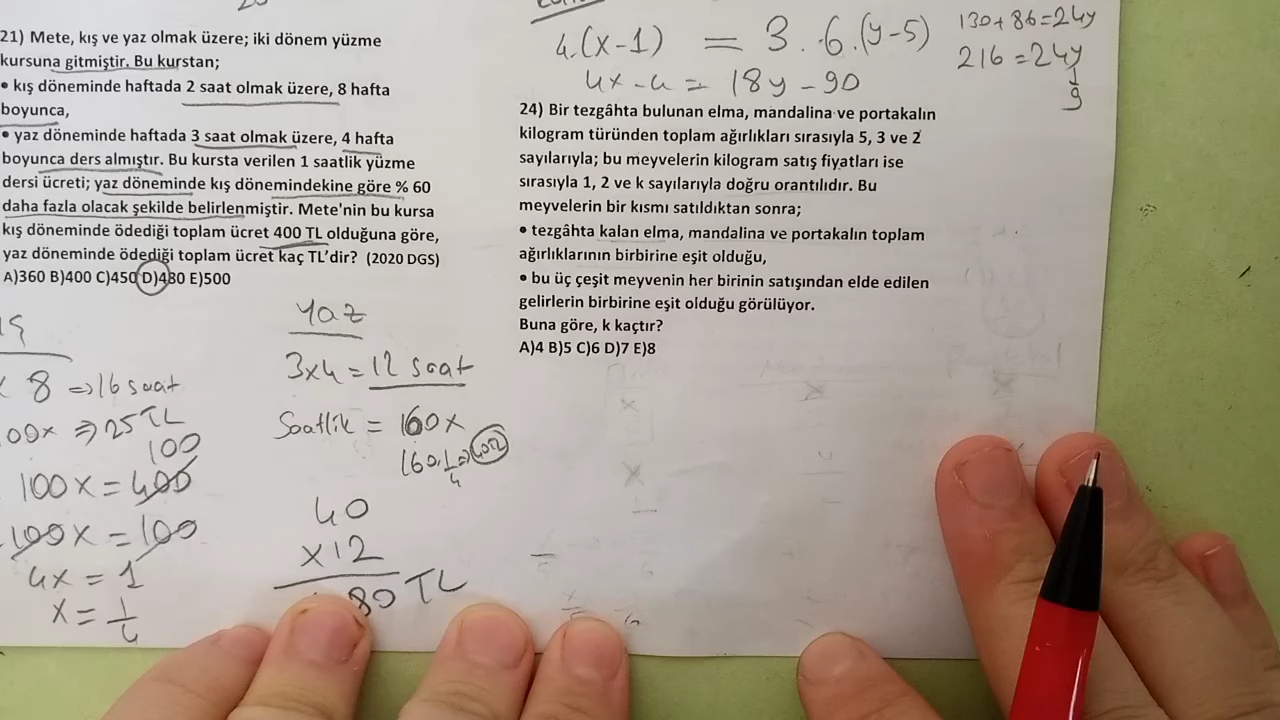 21) Mete, kış ve yaz olmak üzere; iki dönem yüzme
kursuna gitmiştir. Bu kurstan;
• kış döneminde haftada 2 saat olmak üzere, 8 hafta
boyunca,
• yaz döneminde haftada 3 saat olmak üzere, 4 hafta
boyunca ders almıştır. Bu kursta verilen 1 saatlik yüzme
dersi ücreti; yaz döneminde kış dönemindekine göre % 60
daha fazla olacak şekilde belirlenmiştir. Mete'nin bu kursa
kış döneminde ödediği toplam ücret 400 TL olduğuna göre,
yaz döneminde ödediği toplam ücret kaç TL'dir? (2020 DGS)
A)360 B)400 C)450 D)480 E)500
8 => 16 saat
00x => 25 TL
100
100x = 400
100x = 100
4x = 1
x = 1/4
Yaz
3x4 = 12 saat
Saatlik = 160x
160.1/4 =
40
x12
80 TL
4.(x-1) = 3.6.(y-5)
4x-4 = 18y-90
130+86=24y
216=24y
9
24) Bir tezgâhta bulunan elma, mandalina ve portakalın
kilogram türünden toplam ağırlıkları sırasıyla 5, 3 ve 2
sayılarıyla; bu meyvelerin kilogram satış fiyatları ise
sırasıyla 1, 2 ve k sayılarıyla doğru orantılıdır. Bu
meyvelerin bir kısmı satıldıktan sonra;
• tezgâhta kalan elma, mandalina ve portakalın toplam
ağırlıklarının birbirine eşit olduğu,
• bu üç çeşit meyvenin her birinin satışından elde edilen
gelirlerin birbirine eşit olduğu görülüyor.
Buna göre, k kaçtır?
A)4 B)5 C)6 D)7 E)8